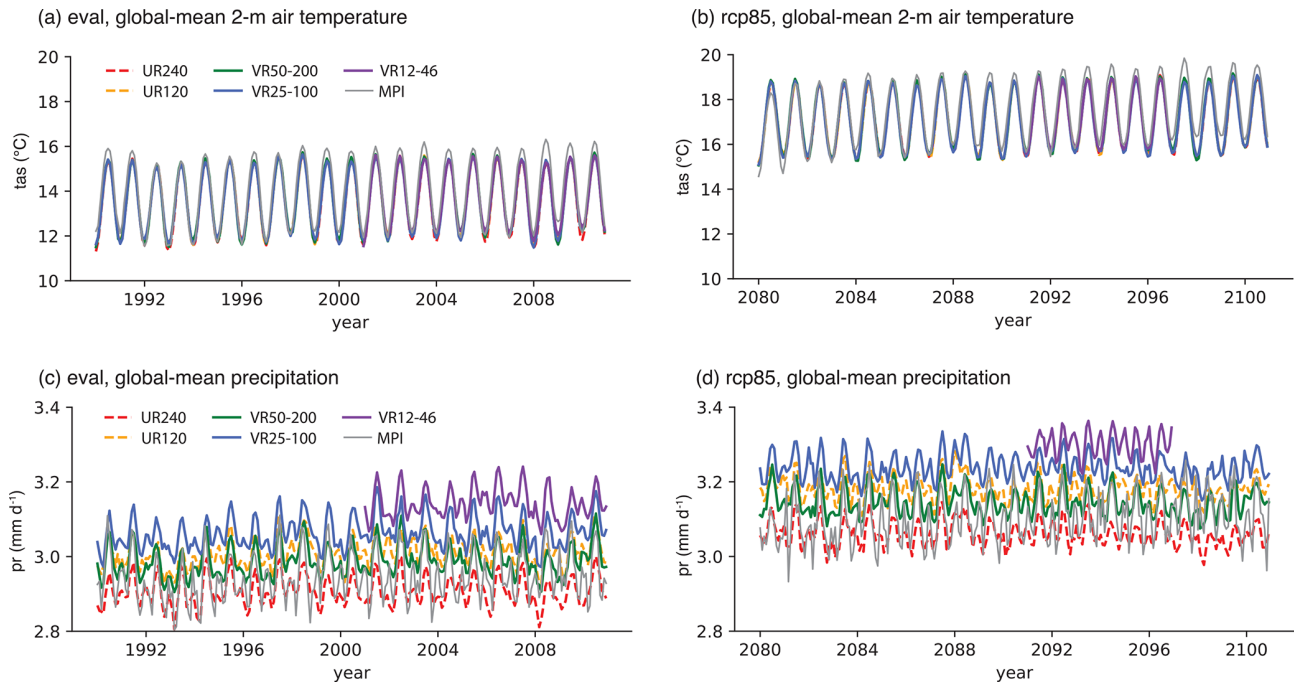 (a) eval, global-mean 2-m air temperature
20
18
16
14
12
10
tas (°C)
UR240 VR50-200 VR12-46
UR120 VR25-100 MPI
1992 1996 2000 2004 2008
year
(b) rcp85, global-mean 2-m air temperature
20
18
16
14
12
10
tas (°C)
2080 2084 2088 2092 2096 2100
year
(c) eval, global-mean precipitation
3.4
3.2
3.0
2.8
pr (mm d⁻¹)
UR240 VR50-200 VR12-46
UR120 VR25-100 MPI
1992 1996 2000 2004 2008
year
(d) rcp85, global-mean precipitation
3.4
3.2
3.0
2.8
pr (mm d⁻¹)
2080 2084 2088 2092 2096 2100
year